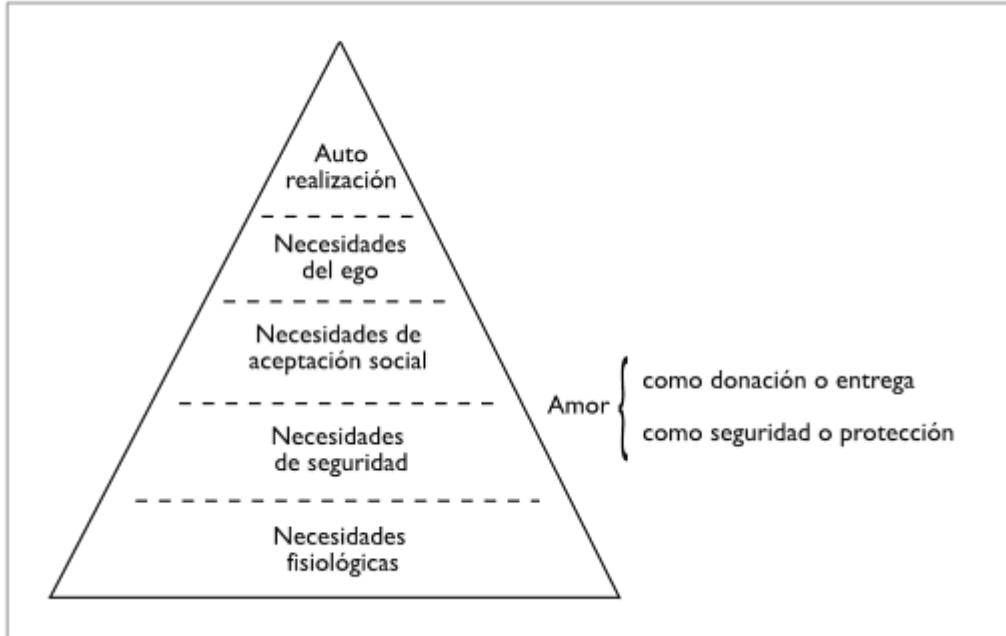 Auto
realización
Necesidades
del ego
Necesidades de
aceptación social
Necesidades
de seguridad
Necesidades
fisiológicas
Amor
como donación o entrega
como seguridad o protección